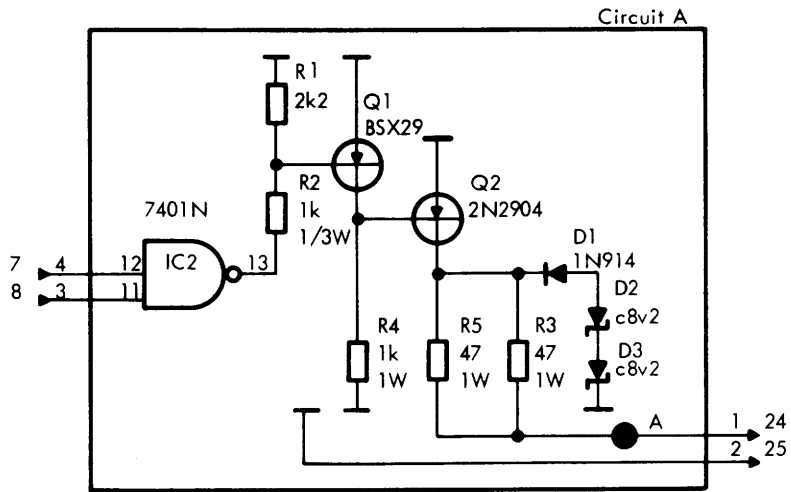 Circuit A
R1
2k2
Q1
BSX29
Q2
2N2904
R2
1k
1/3W
7401N
IC2
7 4 12
8 3 11
13
D1
1N914
D2
c8v2
D3
c8v2
R4
1k
1W
R5
47
1W
R3
47
1W
A
1 24
2 25